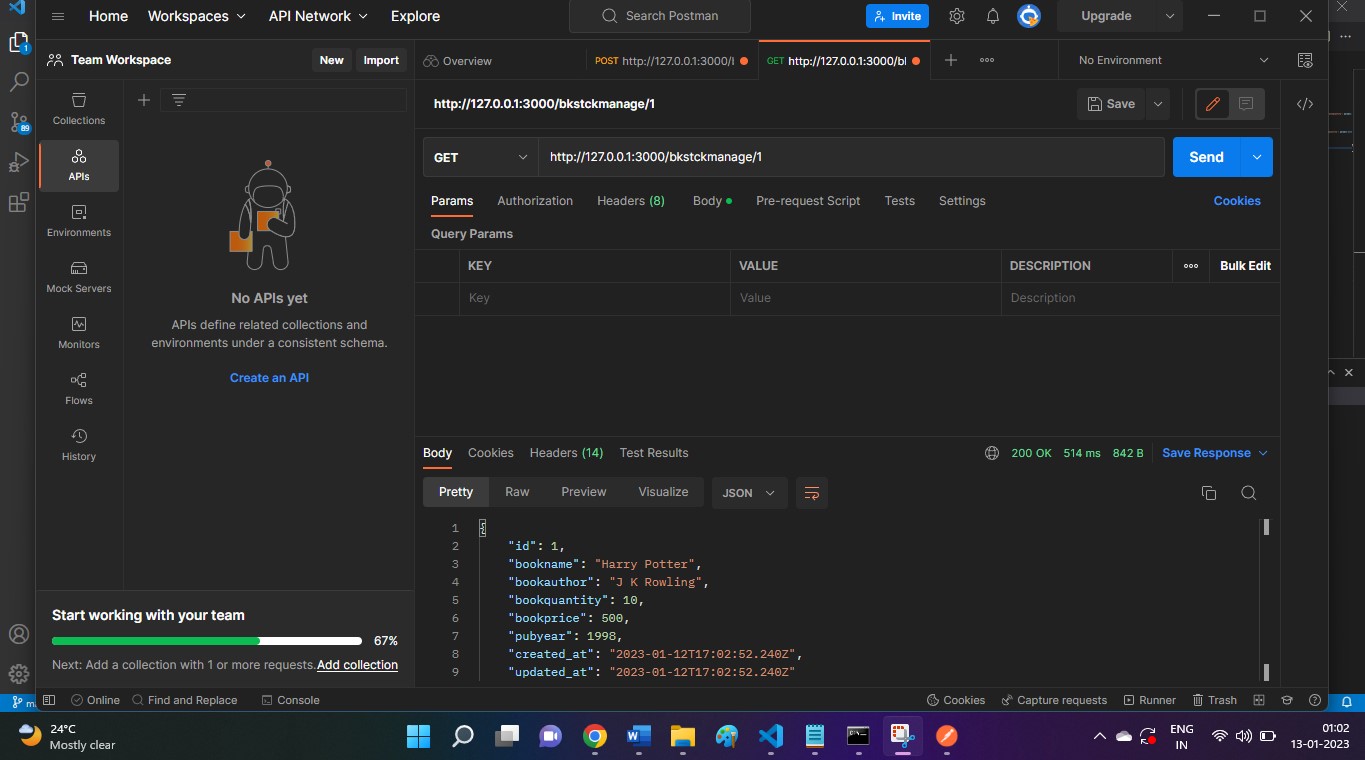 Home Workspaces API Network Explore Search Postman Invite Upgrade
1
Team Workspace New Import Overview POST http://127.0.0.1:3000/ GET http://127.0.0.1:3000/ No Environment
Collections
http://127.0.0.1:3000/bkstckmanage/1 Save
89
APIs
GET http://127.0.0.1:3000/bkstckmanage/1 Send
Params Authorization Headers (8) Body Pre-request Script Tests Settings Cookies
Environments
Query Params
KEY VALUE DESCRIPTION Bulk Edit
Mock Servers
Key Value Description
No APIs yet
APIs define related collections and
environments under a consistent schema.
Monitors
Create an API
Flows
History
Body Cookies Headers (14) Test Results 200 OK 514 ms 842 B Save Response
Pretty Raw Preview Visualize JSON
1 {
2 "id": 1,
3 "bookname": "Harry Potter",
4 "bookauthor": "J K Rowling",
5 "bookquantity": 10,
6 "bookprice": 500,
7 "pubyear": 1998,
8 "created_at": "2023-01-12T17:02:52.240Z",
9 "updated_at": "2023-01-12T17:02:52.240Z"
Start working with your team
67%
Next: Add a collection with 1 or more requests. Add collection
Online Find and Replace Console Cookies Capture requests Runner Trash
24°C
Mostly clear
ENG
IN
01:02
13-01-2023